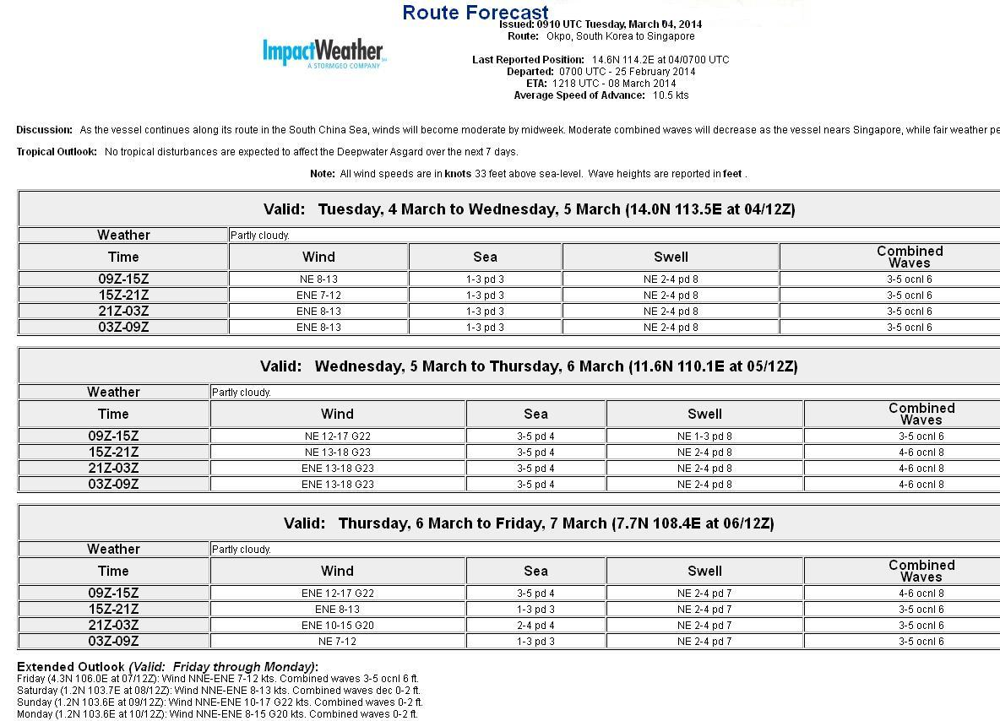 Route Forecast
Issued: 0910 UTC Tuesday, March 04, 2014
Route: Okpo, South Korea to Singapore
ImpactWeather
A STORMGEO COMPANY
Last Reported Position: 14.6N 114.2E at 04/0700 UTC
Departed: 0700 UTC - 25 February 2014
ETA: 1218 UTC - 08 March 2014
Average Speed of Advance: 10.5 kts
Discussion: As the vessel continues along its route in the South China Sea, winds will become moderate by midweek. Moderate combined waves will decrease as the vessel nears Singapore, while fair weather pe
Tropical Outlook: No tropical disturbances are expected to affect the Deepwater Asgard over the next 7 days.
Note: All wind speeds are in knots 33 feet above sea-level. Wave heights are reported in feet .
Valid: Tuesday, 4 March to Wednesday, 5 March (14.0N 113.5E at 04/12Z)
Weather Partly cloudy.
Time Wind Sea Swell Combined Waves
09Z-15Z NE 8-13 1-3 pd 3 NE 2-4 pd 8 3-5 ocnl 6
15Z-21Z ENE 7-12 1-3 pd 3 NE 2-4 pd 8 3-5 ocnl 6
21Z-03Z ENE 8-13 1-3 pd 3 NE 2-4 pd 8 3-5 ocnl 6
03Z-09Z ENE 8-13 1-3 pd 3 NE 2-4 pd 8 3-5 ocnl 6
Valid: Wednesday, 5 March to Thursday, 6 March (11.6N 110.1E at 05/12Z)
Weather Partly cloudy.
Time Wind Sea Swell Combined Waves
09Z-15Z NE 12-17 G22 3-5 pd 4 NE 1-3 pd 8 3-5 ocnl 6
15Z-21Z NE 13-18 G23 3-5 pd 4 NE 2-4 pd 8 4-6 ocnl 8
21Z-03Z ENE 13-18 G23 3-5 pd 4 NE 2-4 pd 8 4-6 ocnl 8
03Z-09Z ENE 13-18 G23 3-5 pd 4 NE 2-4 pd 8 4-6 ocnl 8
Valid: Thursday, 6 March to Friday, 7 March (7.7N 108.4E at 06/12Z)
Weather Partly cloudy.
Time Wind Sea Swell Combined Waves
09Z-15Z ENE 12-17 G22 3-5 pd 4 NE 2-4 pd 7 4-6 ocnl 8
15Z-21Z ENE 8-13 1-3 pd 3 NE 2-4 pd 7 3-5 ocnl 6
21Z-03Z ENE 10-15 G20 2-4 pd 4 NE 2-4 pd 7 3-5 ocnl 6
03Z-09Z NE 7-12 1-3 pd 3 NE 2-4 pd 7 3-5 ocnl 6
Extended Outlook (Valid: Friday through Monday):
Friday (4.3N 106.0E at 07/12Z): Wind NNE-ENE 7-12 kts. Combined waves 3-5 ocnl 6 ft.
Saturday (1.2N 103.7E at 08/12Z): Wind NNE-ENE 8-13 kts. Combined waves dec 0-2 ft.
Sunday (1.2N 103.6E at 09/12Z): Wind NNE-ENE 10-17 G22 kts. Combined waves 0-2 ft.
Monday (1.2N 103.6E at 10/12Z): Wind NNE-ENE 8-15 G20 kts. Combined waves 0-2 ft.